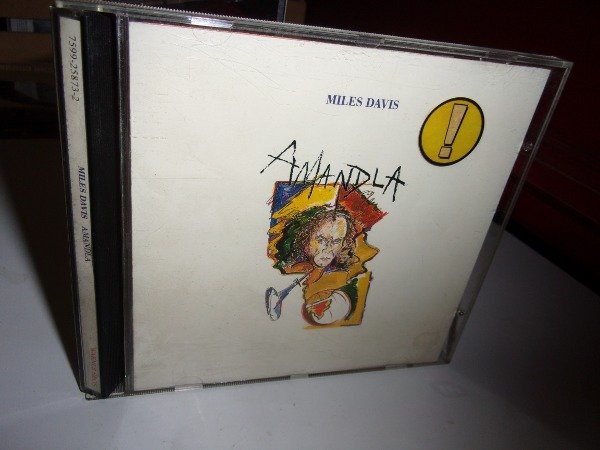 7599-25873-2
MILES DAVIS AMANDLA
MILES DAVIS
!
AMANDLA